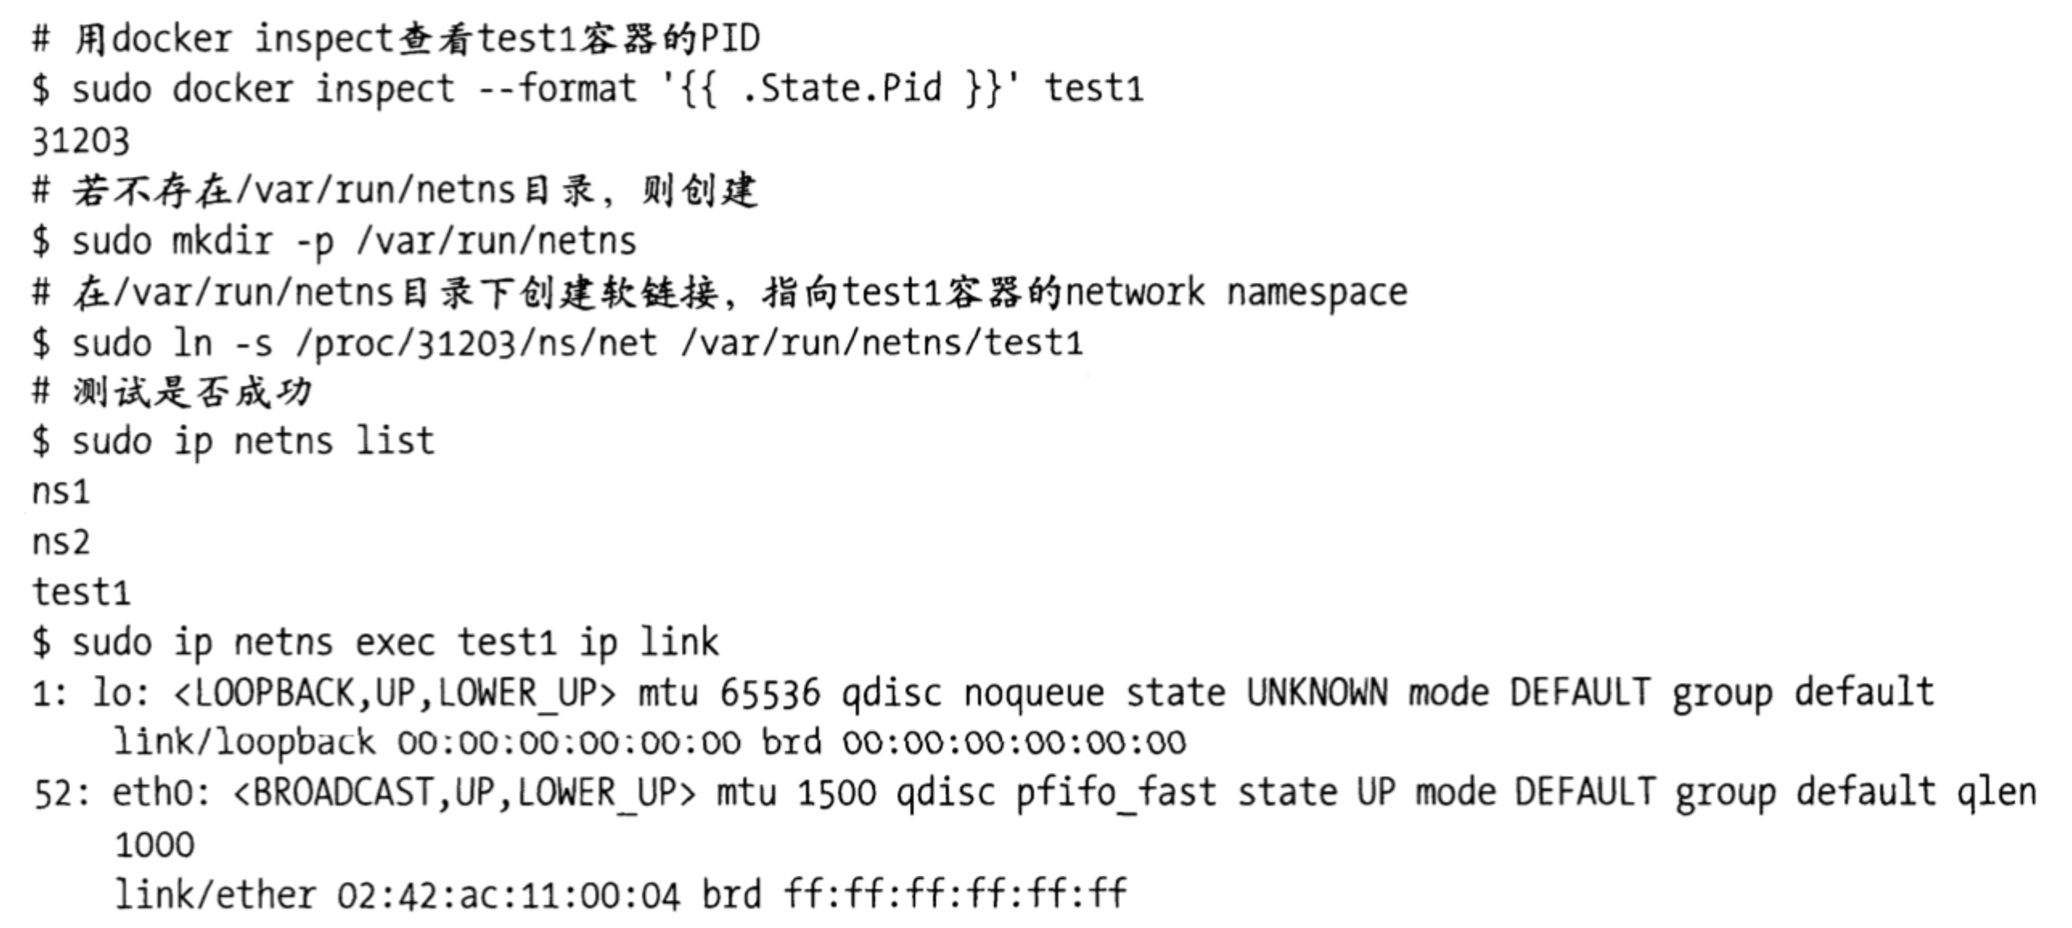 # 用docker inspect查看test1容器的PID
$ sudo docker inspect --format '{{ .State.Pid }}' test1
31203
# 若不存在/var/run/netns目录，则创建
$ sudo mkdir -p /var/run/netns
# 在/var/run/netns目录下创建软链接，指向test1容器的network namespace
$ sudo ln -s /proc/31203/ns/net /var/run/netns/test1
# 测试是否成功
$ sudo ip netns list
ns1
ns2
test1
$ sudo ip netns exec test1 ip link
1: lo: <LOOPBACK,UP,LOWER_UP> mtu 65536 qdisc noqueue state UNKNOWN mode DEFAULT group default
link/loopback 00:00:00:00:00:00 brd 00:00:00:00:00:00
52: eth0: <BROADCAST,UP,LOWER_UP> mtu 1500 qdisc pfifo_fast state UP mode DEFAULT group default qlen
1000
link/ether 02:42:ac:11:00:04 brd ff:ff:ff:ff:ff:ff